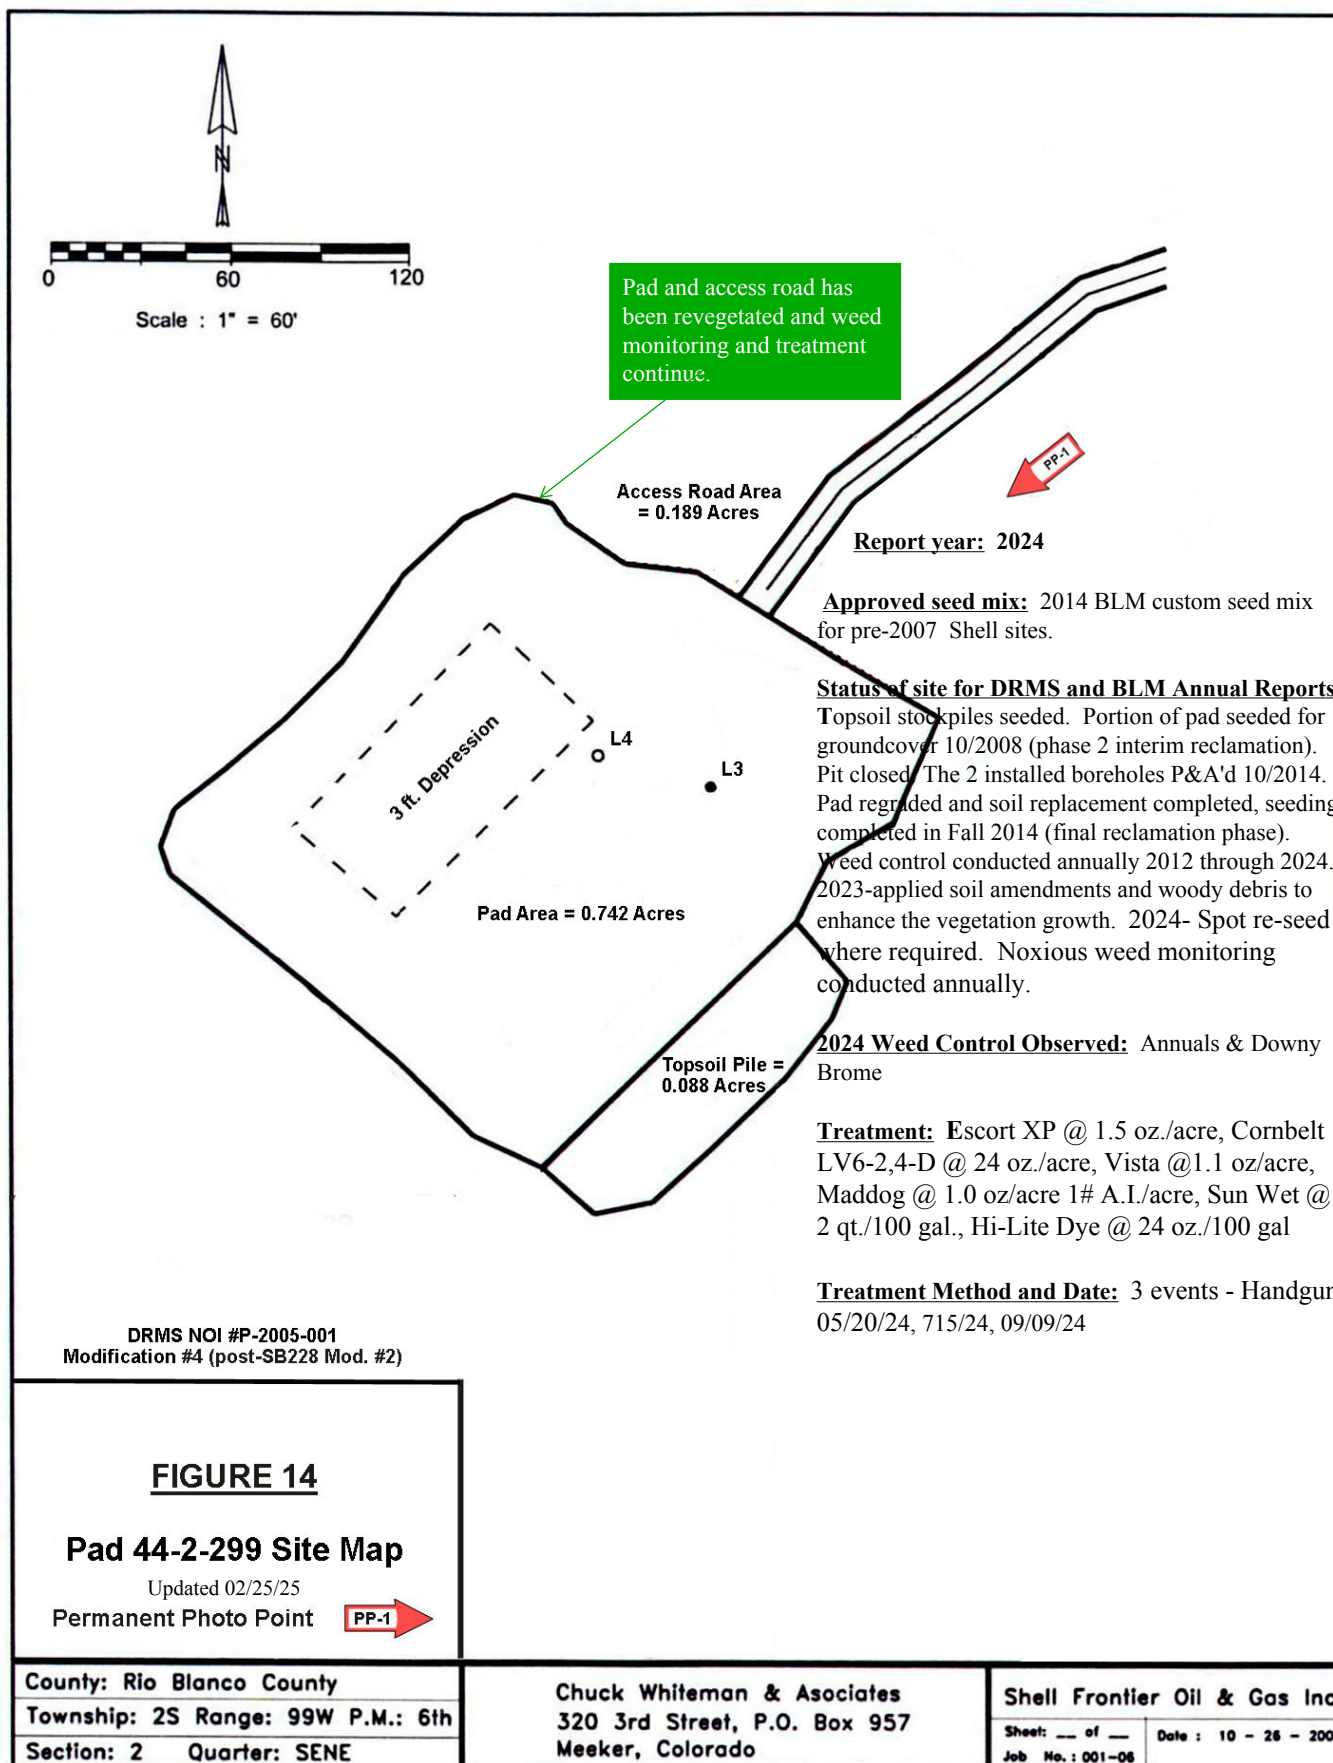 N
0 60 120
Scale : 1" = 60'
Pad and access road has
been revegetated and weed
monitoring and treatment
continue.
PP-1
Access Road Area
= 0.189 Acres
Report year: 2024
Approved seed mix: 2014 BLM custom seed mix
for pre-2007 Shell sites.
Status of site for DRMS and BLM Annual Reports
Topsoil stockpiles seeded. Portion of pad seeded for
groundcover 10/2008 (phase 2 interim reclamation).
Pit closed. The 2 installed boreholes P&A'd 10/2014.
Pad regraded and soil replacement completed, seeding
completed in Fall 2014 (final reclamation phase).
Weed control conducted annually 2012 through 2024.
2023-applied soil amendments and woody debris to
enhance the vegetation growth. 2024- Spot re-seed
where required. Noxious weed monitoring
conducted annually.
2024 Weed Control Observed: Annuals & Downy
Brome
Treatment: Escort XP @ 1.5 oz./acre, Cornbelt
LV6-2,4-D @ 24 oz./acre, Vista @1.1 oz/acre,
Maddog @ 1.0 oz/acre 1# A.I./acre, Sun Wet @
2 qt./100 gal., Hi-Lite Dye @ 24 oz./100 gal
Treatment Method and Date: 3 events - Handgun
05/20/24, 715/24, 09/09/24
3 ft. Depression
L4
L3
Pad Area = 0.742 Acres
Topsoil Pile =
0.088 Acres
DRMS NOI #P-2005-001
Modification #4 (post-SB228 Mod. #2)
FIGURE 14
Pad 44-2-299 Site Map
Updated 02/25/25
Permanent Photo Point PP-1
County: Rio Blanco County
Township: 2S Range: 99W P.M.: 6th
Section: 2 Quarter: SENE
Chuck Whiteman & Asociates
320 3rd Street, P.O. Box 957
Meeker, Colorado
Shell Frontier Oil & Gas Inc
Sheet: __ of __ Date : 10 - 26 - 200
Job No. : 001-06